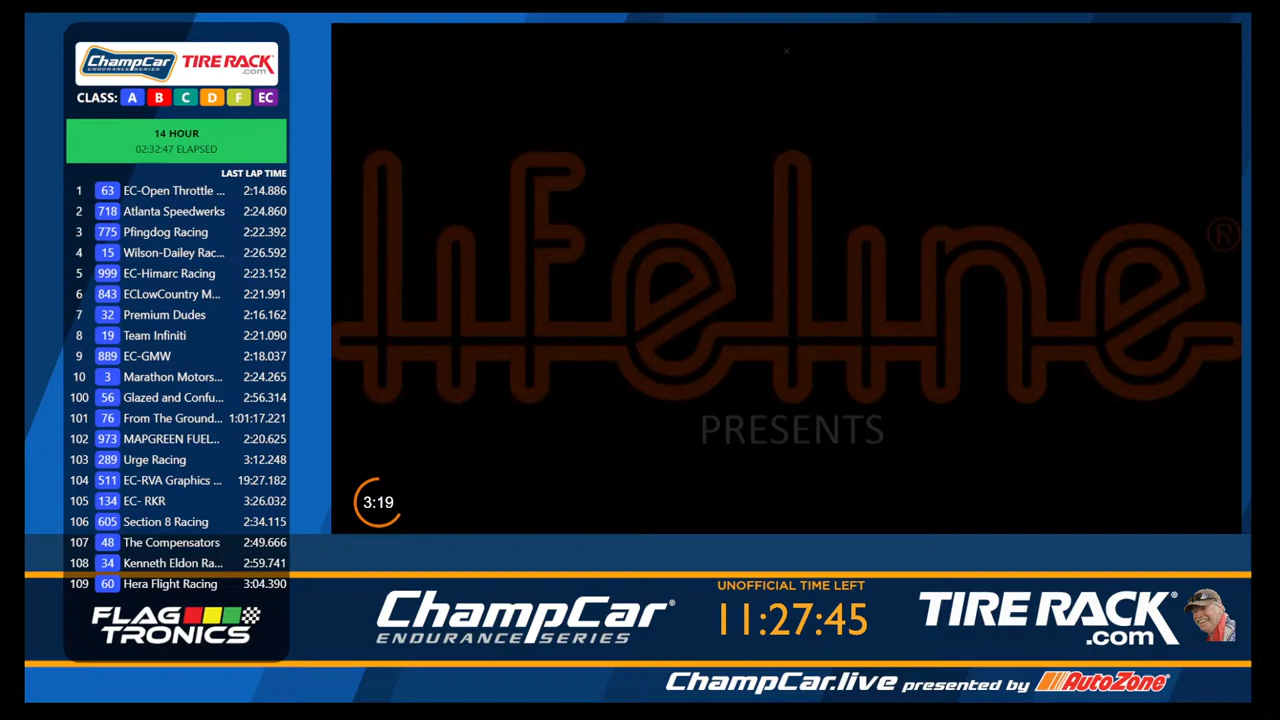 ChampCar
ENDURANCE SERIES
TIRE RACK
.com
CLASS: A B C D F EC
14 HOUR
02:32:47 ELAPSED
LAST LAP TIME
1 63 EC-Open Throttle ... 2:14.886
2 718 Atlanta Speedwerks 2:24.860
3 775 Pfingdog Racing 2:22.392
4 15 Wilson-Dailey Rac... 2:26.592
5 999 EC-Himarc Racing 2:23.152
6 843 ECLowCountry M... 2:21.991
7 32 Premium Dudes 2:16.162
8 19 Team Infiniti 2:21.090
9 889 EC-GMW 2:18.037
10 3 Marathon Motors... 2:24.265
100 56 Glazed and Confu... 2:56.314
101 76 From The Ground... 1:01:17.221
102 973 MAPGREEN FUEL... 2:20.625
103 289 Urge Racing 3:12.248
104 511 EC-RVA Graphics ... 19:27.182
105 134 EC- RKR 3:26.032
106 605 Section 8 Racing 2:34.115
107 48 The Compensators 2:49.666
108 34 Kenneth Eldon Ra... 2:59.741
109 60 Hera Flight Racing 3:04.390
FLAG
TRONICS
lifeline®
PRESENTS
3:19
ChampCar®
ENDURANCE SERIES
UNOFFICIAL TIME LEFT
11:27:45
TIRE RACK®
.com
ChampCar.live presented by AutoZone